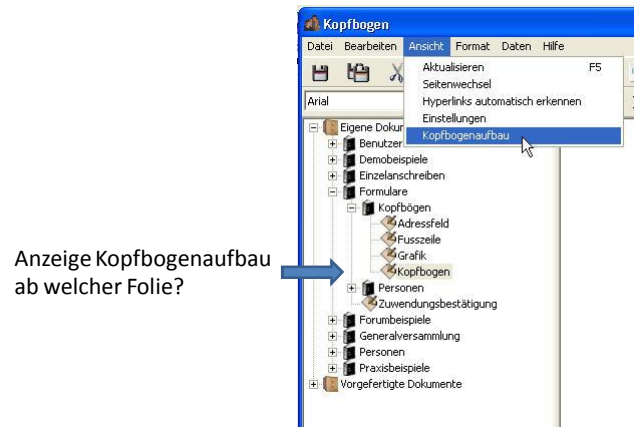 Kopfbogen
Datei Bearbeiten Ansicht Format Daten Hilfe
Aktualisieren F5
Seitenwechsel
Hyperlinks automatisch erkennen
Einstellungen
Kopfbogenaufbau
Arial
Eigene Dokur
Benutzer
Demobeispiele
Einzelanschreiben
Formulare
Kopfbögen
Adressfeld
Fusszeile
Grafik
Kopfbogen
Personen
Zuwendungsbestätigung
Forumbeispiele
Generalversammlung
Personen
Praxisbeispiele
Vorgefertigte Dokumente
Anzeige Kopfbogenaufbau
ab welcher Folie?